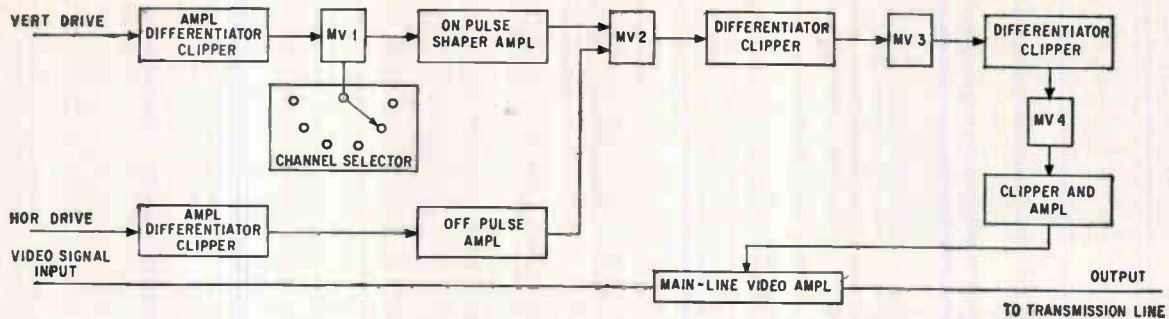 VERT DRIVE
AMPL
DIFFERENTIATOR
CLIPPER
MV 1
ON PULSE
SHAPER AMPL
MV 2
DIFFERENTIATOR
CLIPPER
MV 3
DIFFERENTIATOR
CLIPPER
MV 4
CHANNEL SELECTOR
CLIPPER AND
AMPL
HOR DRIVE
AMPL
DIFFERENTIATOR
CLIPPER
OFF PULSE
AMPL
VIDEO SIGNAL
INPUT
MAIN-LINE VIDEO AMPL
OUTPUT
TO TRANSMISSION LINE